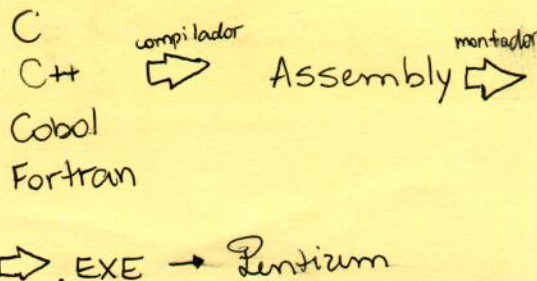 C
compilador montador
C++ ⇨ Assembly ⇨
Cobol
Fortran
⇨ .EXE → Pentium